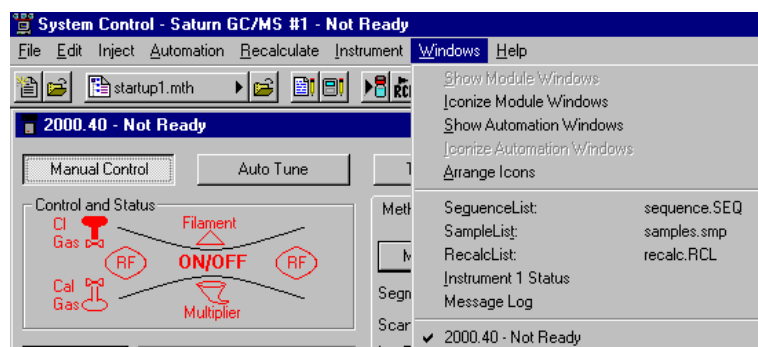 System Control - Saturn GC/MS #1 - Not Ready
File Edit Inject Automation Recalculate Instrument Windows Help
startup1.mth
Show Module Windows
Iconize Module Windows
Show Automation Windows
Iconize Automation Windows
Arrange Icons
SequenceList: sequence.SEQ
SampleList: samples.smp
RecalcList: recalc.RCL
Instrument 1 Status
Message Log
✔ 2000.40 - Not Ready
2000.40 - Not Ready
Manual Control Auto Tune
Control and Status
CI Gas
Filament
RF ON/OFF RF
Cal Gas
Multiplier